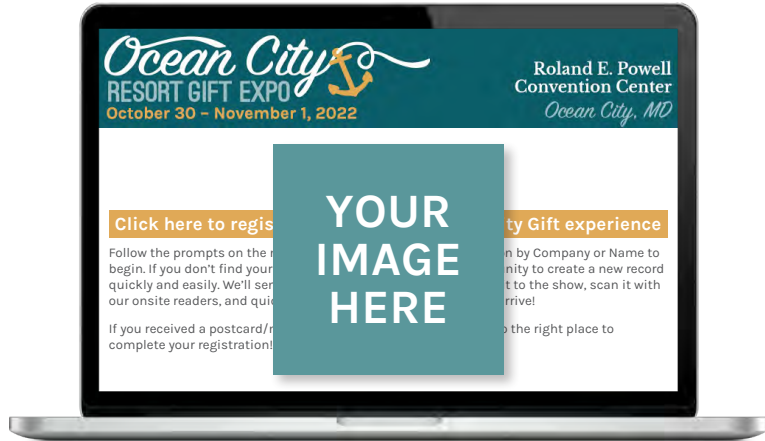 Ocean City
RESORT GIFT EXPO
October 30 – November 1, 2022
Roland E. Powell
Convention Center
Ocean City, MD
YOUR
IMAGE
HERE
Click here to regis ty Gift experience
Follow the prompts on the n by Company or Name to
begin. If you don’t find your nity to create a new record
quickly and easily. We’ll t to the show, scan it with
our onsite readers, and rrive!
If you received a the right place to
complete your registration!